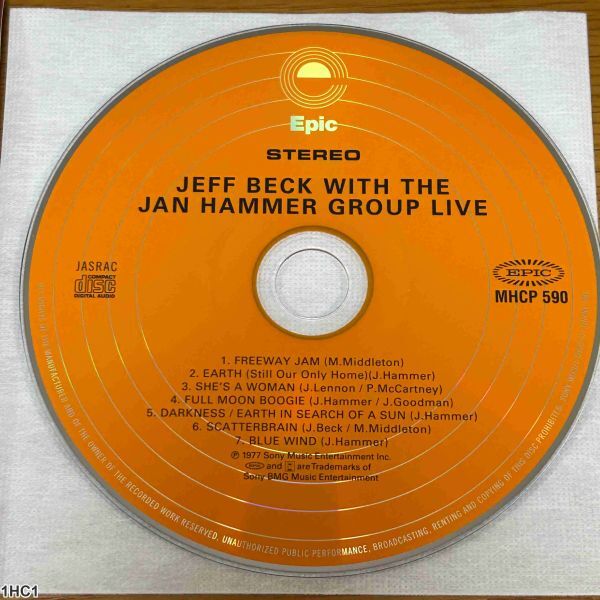 Epic
STEREO
JEFF BECK WITH THE
JAN HAMMER GROUP LIVE
JASRAC
COMPACT
disc
DIGITAL AUDIO
EPIC
MHCP 590
1. FREEWAY JAM (M.Middleton)
2. EARTH (Still Our Only Home)(J.Hammer)
3. SHE'S A WOMAN (J.Lennon / P.McCartney)
4. FULL MOON BOOGIE (J.Hammer / J.Goodman)
5. DARKNESS / EARTH IN SEARCH OF A SUN (J.Hammer)
6. SCATTERBRAIN (J.Beck / M.Middleton)
7. BLUE WIND (J.Hammer)
℗ 1977 Sony Music Entertainment Inc.
EPIC and are Trademarks of
Sony BMG Music Entertainment
MANUFACTURER AND OF THE OWNER OF THE RECORDED WORK RESERVED, UNAUTHORIZED PUBLIC PERFORMANCE, BROADCASTING, RENTING AND COPYING OF THIS DISC PROHIBITED.
1HC1